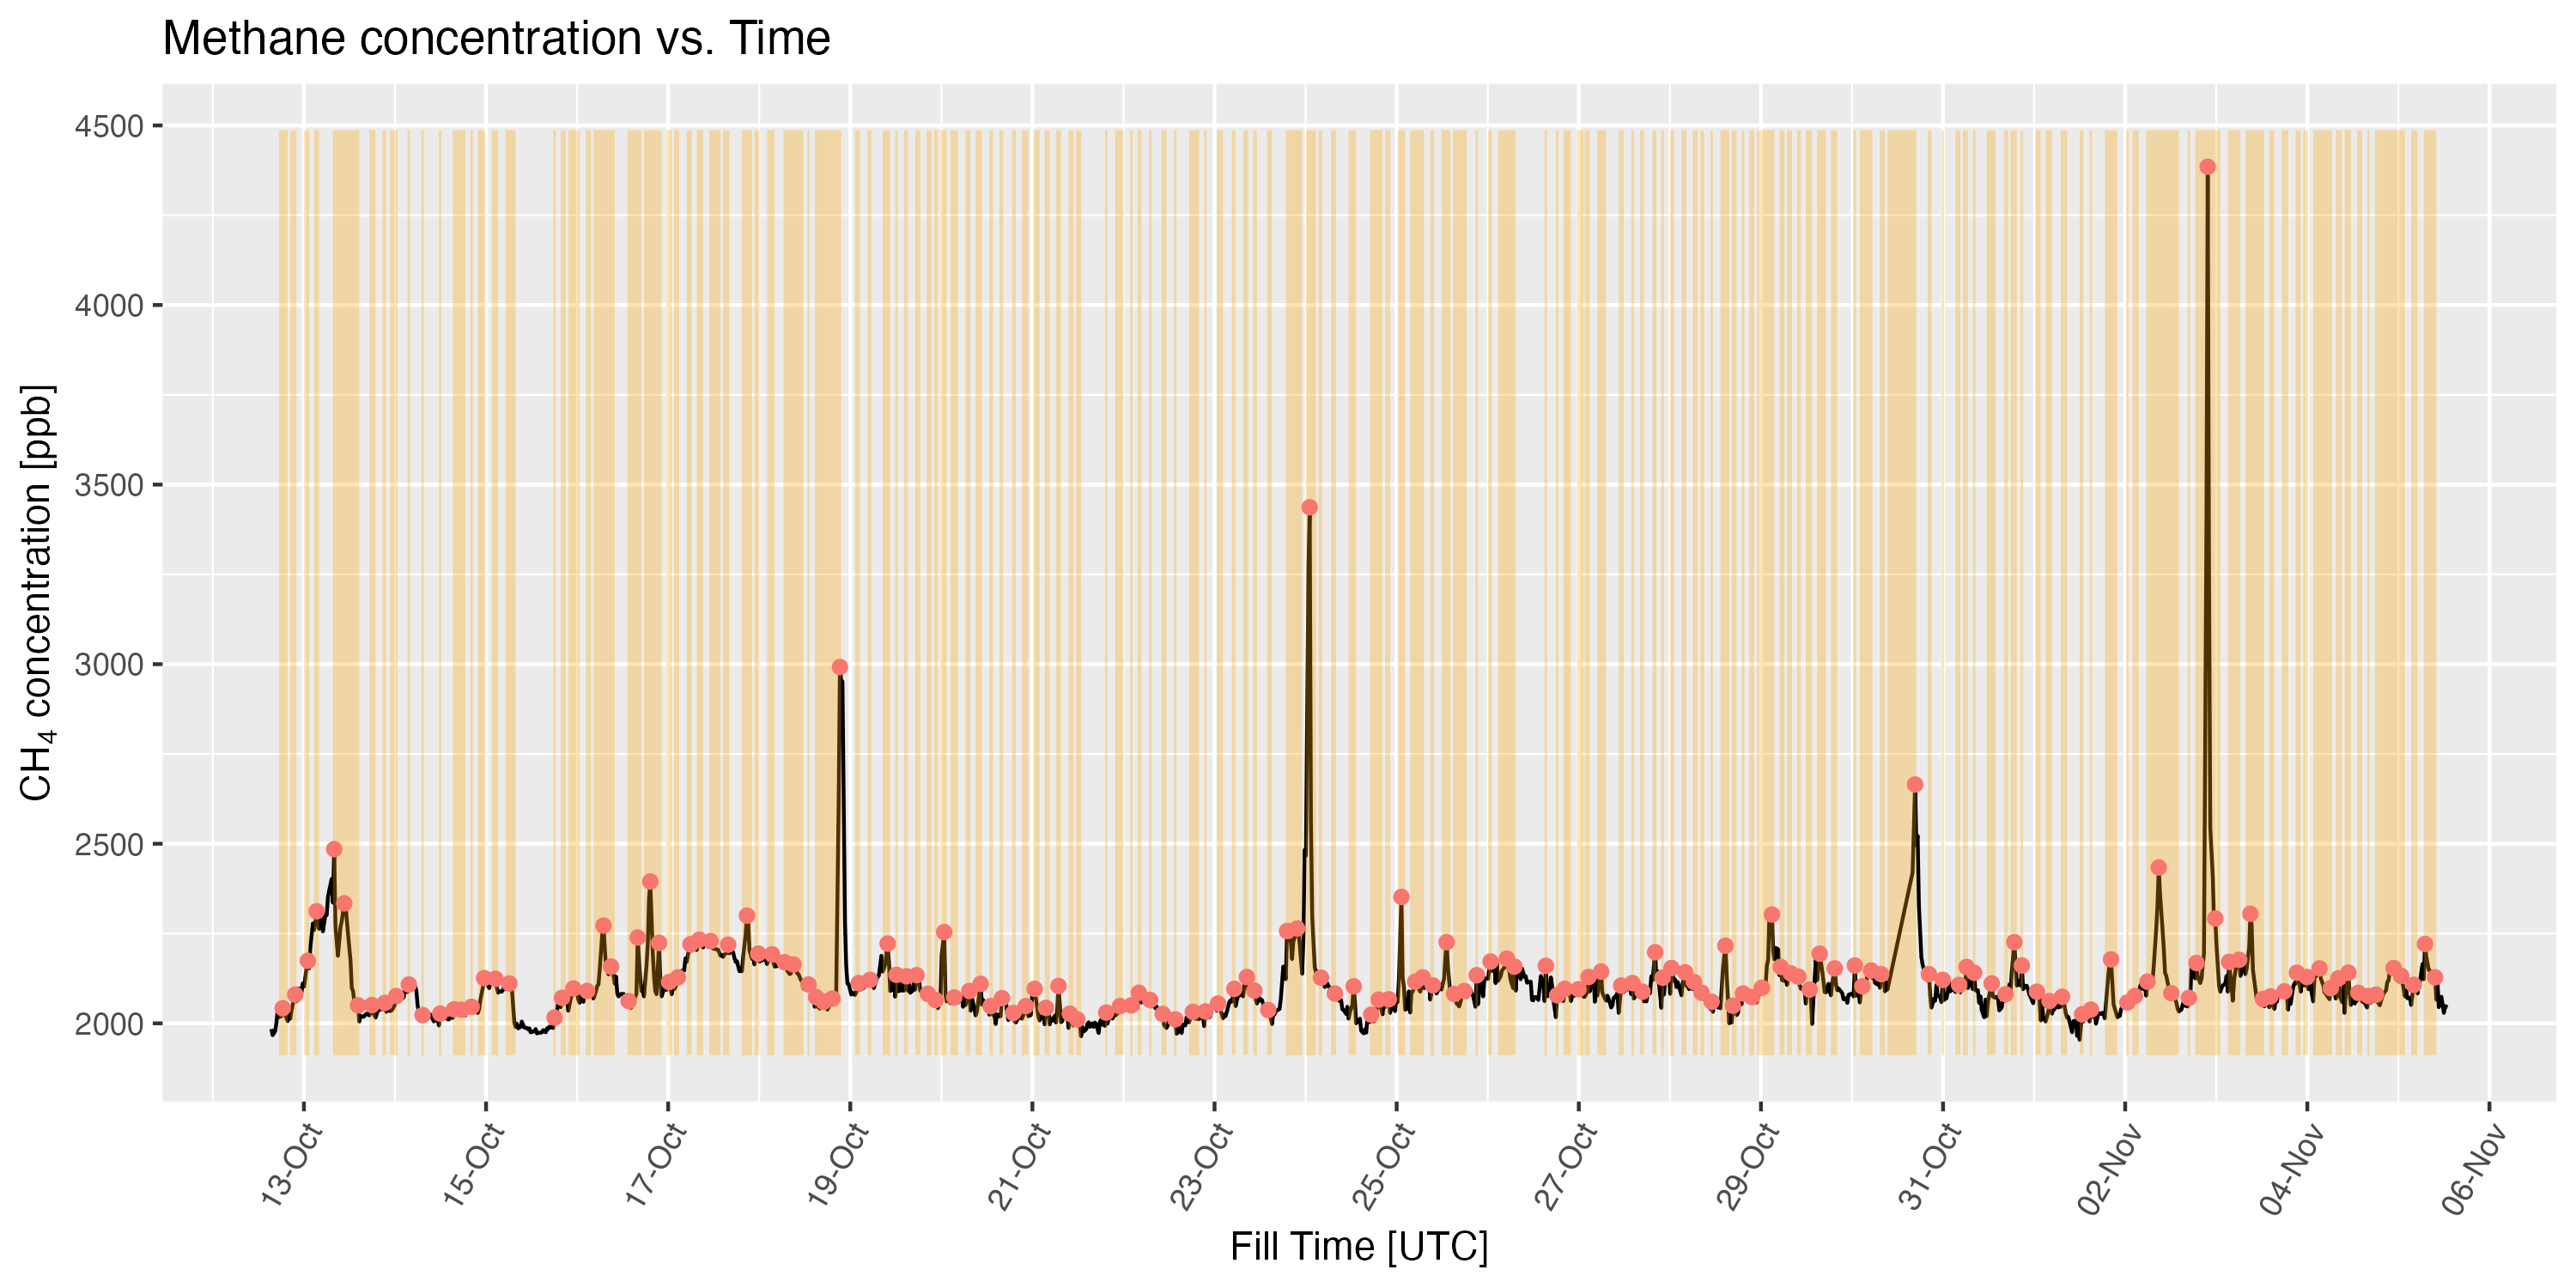 Methane concentration vs. Time
CH₄ concentration [ppb]
4500
4000
3500
3000
2500
2000
13-Oct
15-Oct
17-Oct
19-Oct
21-Oct
23-Oct
25-Oct
27-Oct
29-Oct
31-Oct
02-Nov
04-Nov
06-Nov
Fill Time [UTC]